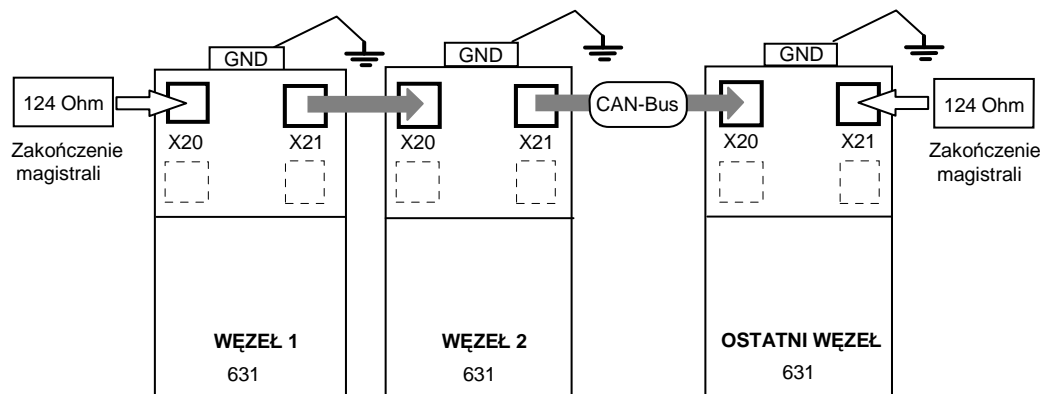 GND
GND
GND
124 Ohm
CAN-Bus
124 Ohm
X20
X21
X20
X21
X20
X21
Zakończenie
magistrali
Zakończenie
magistrali
WĘZEŁ 1
WĘZEŁ 2
OSTATNI WĘZEŁ
631
631
631